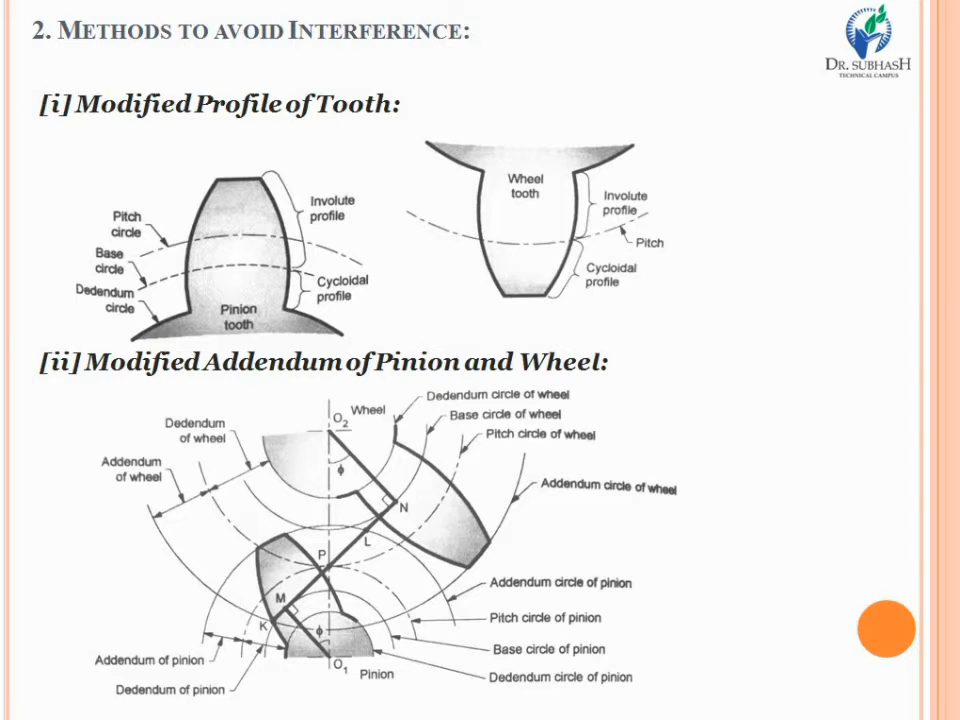 2. METHODS TO AVOID INTERFERENCE:
DR. SUBHASH
TECHNICAL CAMPUS
[i] Modified Profile of Tooth:
Pitch
circle
Base
circle
Dedendum
circle
Involute
profile
Cycloidal
profile
Pinion
tooth
Wheel
tooth
Involute
profile
Pitch
Cycloidal
profile
[ii] Modified Addendum of Pinion and Wheel:
Dedendum
of wheel
Addendum
of wheel
O2
Wheel
Dedendum circle of wheel
Base circle of wheel
Pitch circle of wheel
Addendum circle of wheel
ϕ
N
L
P
M
K
ϕ
O1
Pinion
Addendum circle of pinion
Pitch circle of pinion
Base circle of pinion
Dedendum circle of pinion
Addendum of pinion
Dedendum of pinion